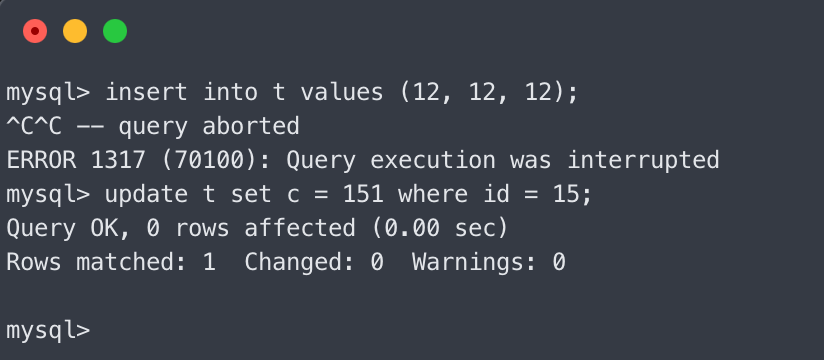 mysql> insert into t values (12, 12, 12);
^C^C -- query aborted
ERROR 1317 (70100): Query execution was interrupted
mysql> update t set c = 151 where id = 15;
Query OK, 0 rows affected (0.00 sec)
Rows matched: 1  Changed: 0  Warnings: 0
mysql>